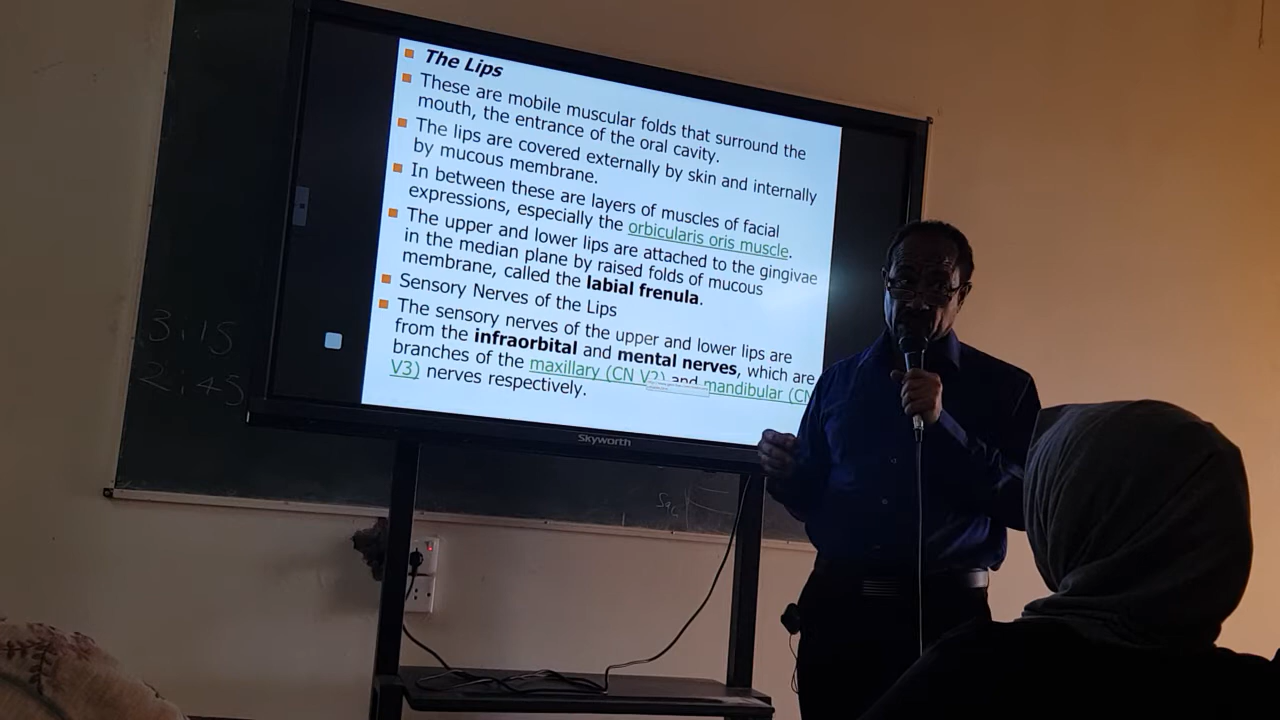 The Lips
These are mobile muscular folds that surround the
mouth, the entrance of the oral cavity.
The lips are covered externally by skin and internally
by mucous membrane.
In between these are layers of muscles of facial
expressions, especially the orbicularis oris muscle.
The upper and lower lips are attached to the gingivae
in the median plane by raised folds of mucous
membrane, called the labial frenula.
Sensory Nerves of the Lips
The sensory nerves of the upper and lower lips are
from the infraorbital and mental nerves, which are
branches of the maxillary (CN V2) and mandibular (CN
V3) nerves respectively.
Skyworth
3:15
2:45